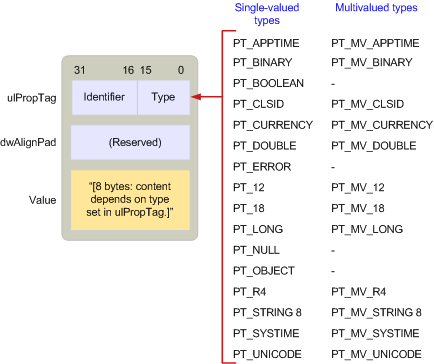 Single-valued types Multivalued types
31 16 15 0
ulPropTag Identifier Type
dwAlignPad (Reserved)
Value "[8 bytes: content
depends on type
set in ulPropTag.]"
PT_APPTIME PT_MV_APPTIME
PT_BINARY PT_MV_BINARY
PT_BOOLEAN -
PT_CLSID PT_MV_CLSID
PT_CURRENCY PT_MV_CURRENCY
PT_DOUBLE PT_MV_DOUBLE
PT_ERROR -
PT_12 PT_MV_12
PT_18 PT_MV_18
PT_LONG PT_MV_LONG
PT_NULL -
PT_OBJECT -
PT_R4 PT_MV_R4
PT_STRING 8 PT_MV_STRING 8
PT_SYSTIME PT_MV_SYSTIME
PT_UNICODE PT_MV_UNICODE